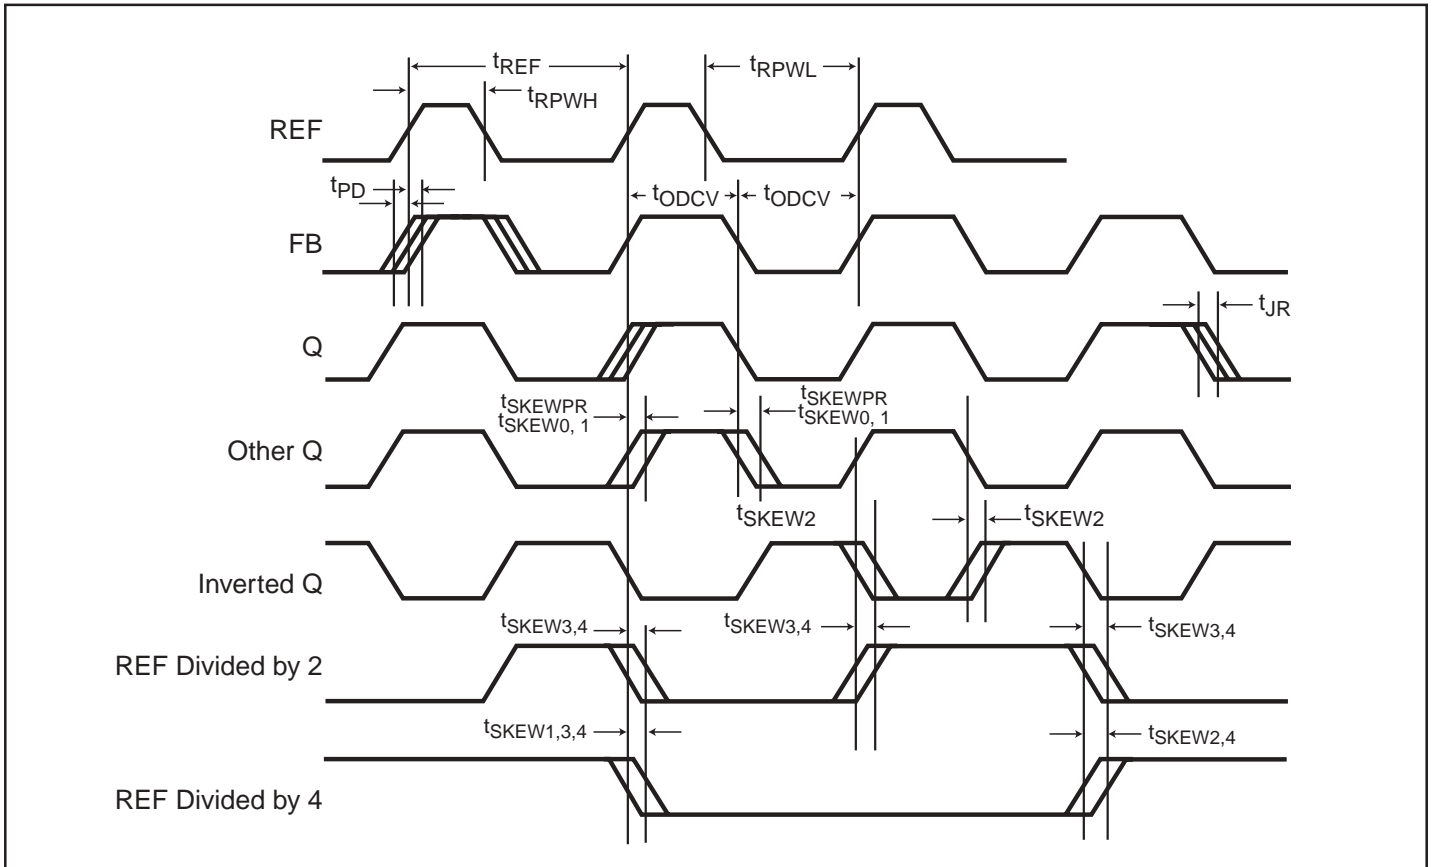 tREF
tRPWL
tRPWH
REF
tPD
tODCV
tODCV
FB
tJR
Q
tSKEWPR
tSKEW0, 1
tSKEWPR
tSKEW0, 1
Other Q
tSKEW2
tSKEW2
Inverted Q
tSKEW3,4
tSKEW3,4
tSKEW3,4
REF Divided by 2
tSKEW1,3,4
tSKEW2,4
REF Divided by 4